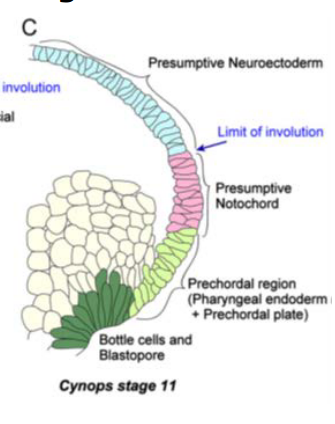 C
Presumptive Neuroectoderm
involution
Limit of involution
Presumptive
Notochord
Prechordal region
(Pharyngeal endoderm
+ Prechordal plate)
Bottle cells and
Blastopore
Cynops stage 11